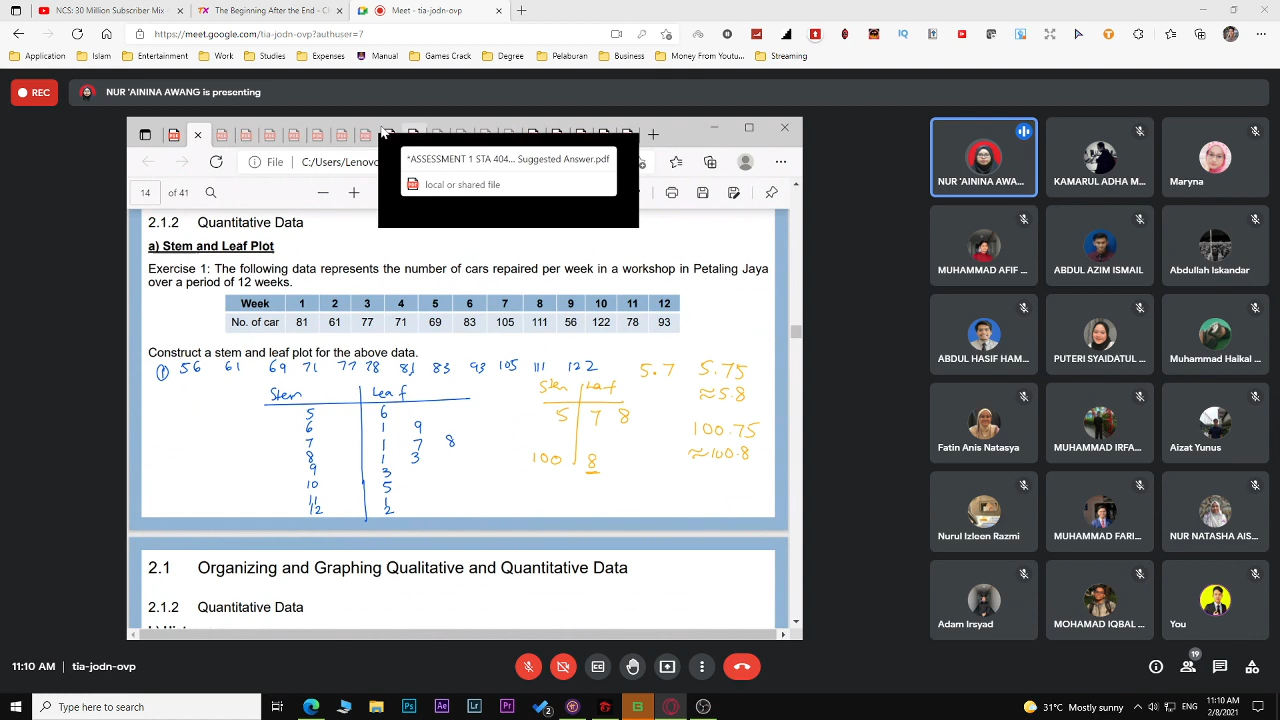 NCS: 30 Million Subscriber Mix
The Beginning After the End - Cl
Meet - tia-jodn-ovp
https://meet.google.com/tia-jodn-ovp?authuser=7
Application Islam Entertainment Work Studies Expenses Manual Games Crack Degree Pelaburan Business Money From Youtu... Streaming
REC
NUR 'AININA AWANG is presenting
*ASSESSMENT 1 STA 404... Suggested Answer.pdf
local or shared file
File C:/Users/Lenovo
14 of 41
2.1.2 Quantitative Data
a) Stem and Leaf Plot
Exercise 1: The following data represents the number of cars repaired per week in a workshop in Petaling Jaya
over a period of 12 weeks.
Week 1 2 3 4 5 6 7 8 9 10 11 12
No. of car 81 61 77 71 69 83 105 111 56 122 78 93
Construct a stem and leaf plot for the above data.
① 56 61 69 71 77 78 81 83 93 105 111 122
Stem Leaf
5 6
6 1 9
7 1 7 8
8 1 3
9 3
10 5
11 1
12 2
Stem Leaf
5 7 8
100 8
5.7 5.75
≈5.8
100.75
≈100.8
2.1 Organizing and Graphing Qualitative and Quantitative Data
2.1.2 Quantitative Data
NUR 'AININA AWA...
KAMARUL ADHA M...
Maryna
MUHAMMAD AFIF ...
ABDUL AZIM ISMAIL
Abdullah Iskandar
ABDUL HASIF HAM...
PUTERI SYAIDATUL ...
Muhammad Haikal ...
Fatin Anis Natasya
MUHAMMAD IRFA...
Aizat Yunus
Nurul Izleen Razmi
MUHAMMAD FARI...
NUR NATASHA AIS...
Adam Irsyad
MOHAMAD IQBAL ...
You
11:10 AM | tia-jodn-ovp
19
Type here to search
Ps Ae Lr Pr 2
31°C Mostly sunny
ENG
11:10 AM
2/8/2021